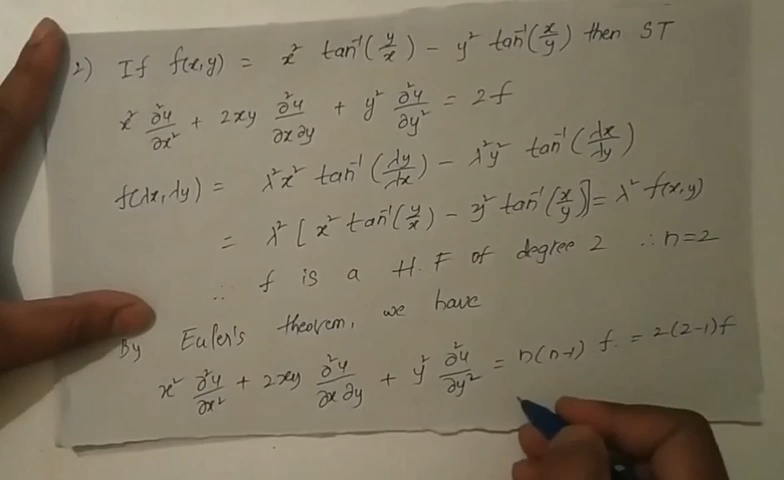 2) If f(x,y) = x² tan⁻¹(y/x) - y² tan⁻¹(x/y) then ST
x² ∂²u/∂x² + 2xy ∂²u/∂x∂y + y² ∂²u/∂y² = 2f
f(λx, λy) = λ²x² tan⁻¹(λy/λx) - λ²y² tan⁻¹(λx/λy)
= λ² [x² tan⁻¹(y/x) - y² tan⁻¹(x/y)] = λ² f(x,y)
∴ f is a H.F of degree 2 ∴ n=2
By Euler's theorem, we have
x² ∂²u/∂x² + 2xy ∂²u/∂x∂y + y² ∂²u/∂y² = n(n-1) f. = 2(2-1)f